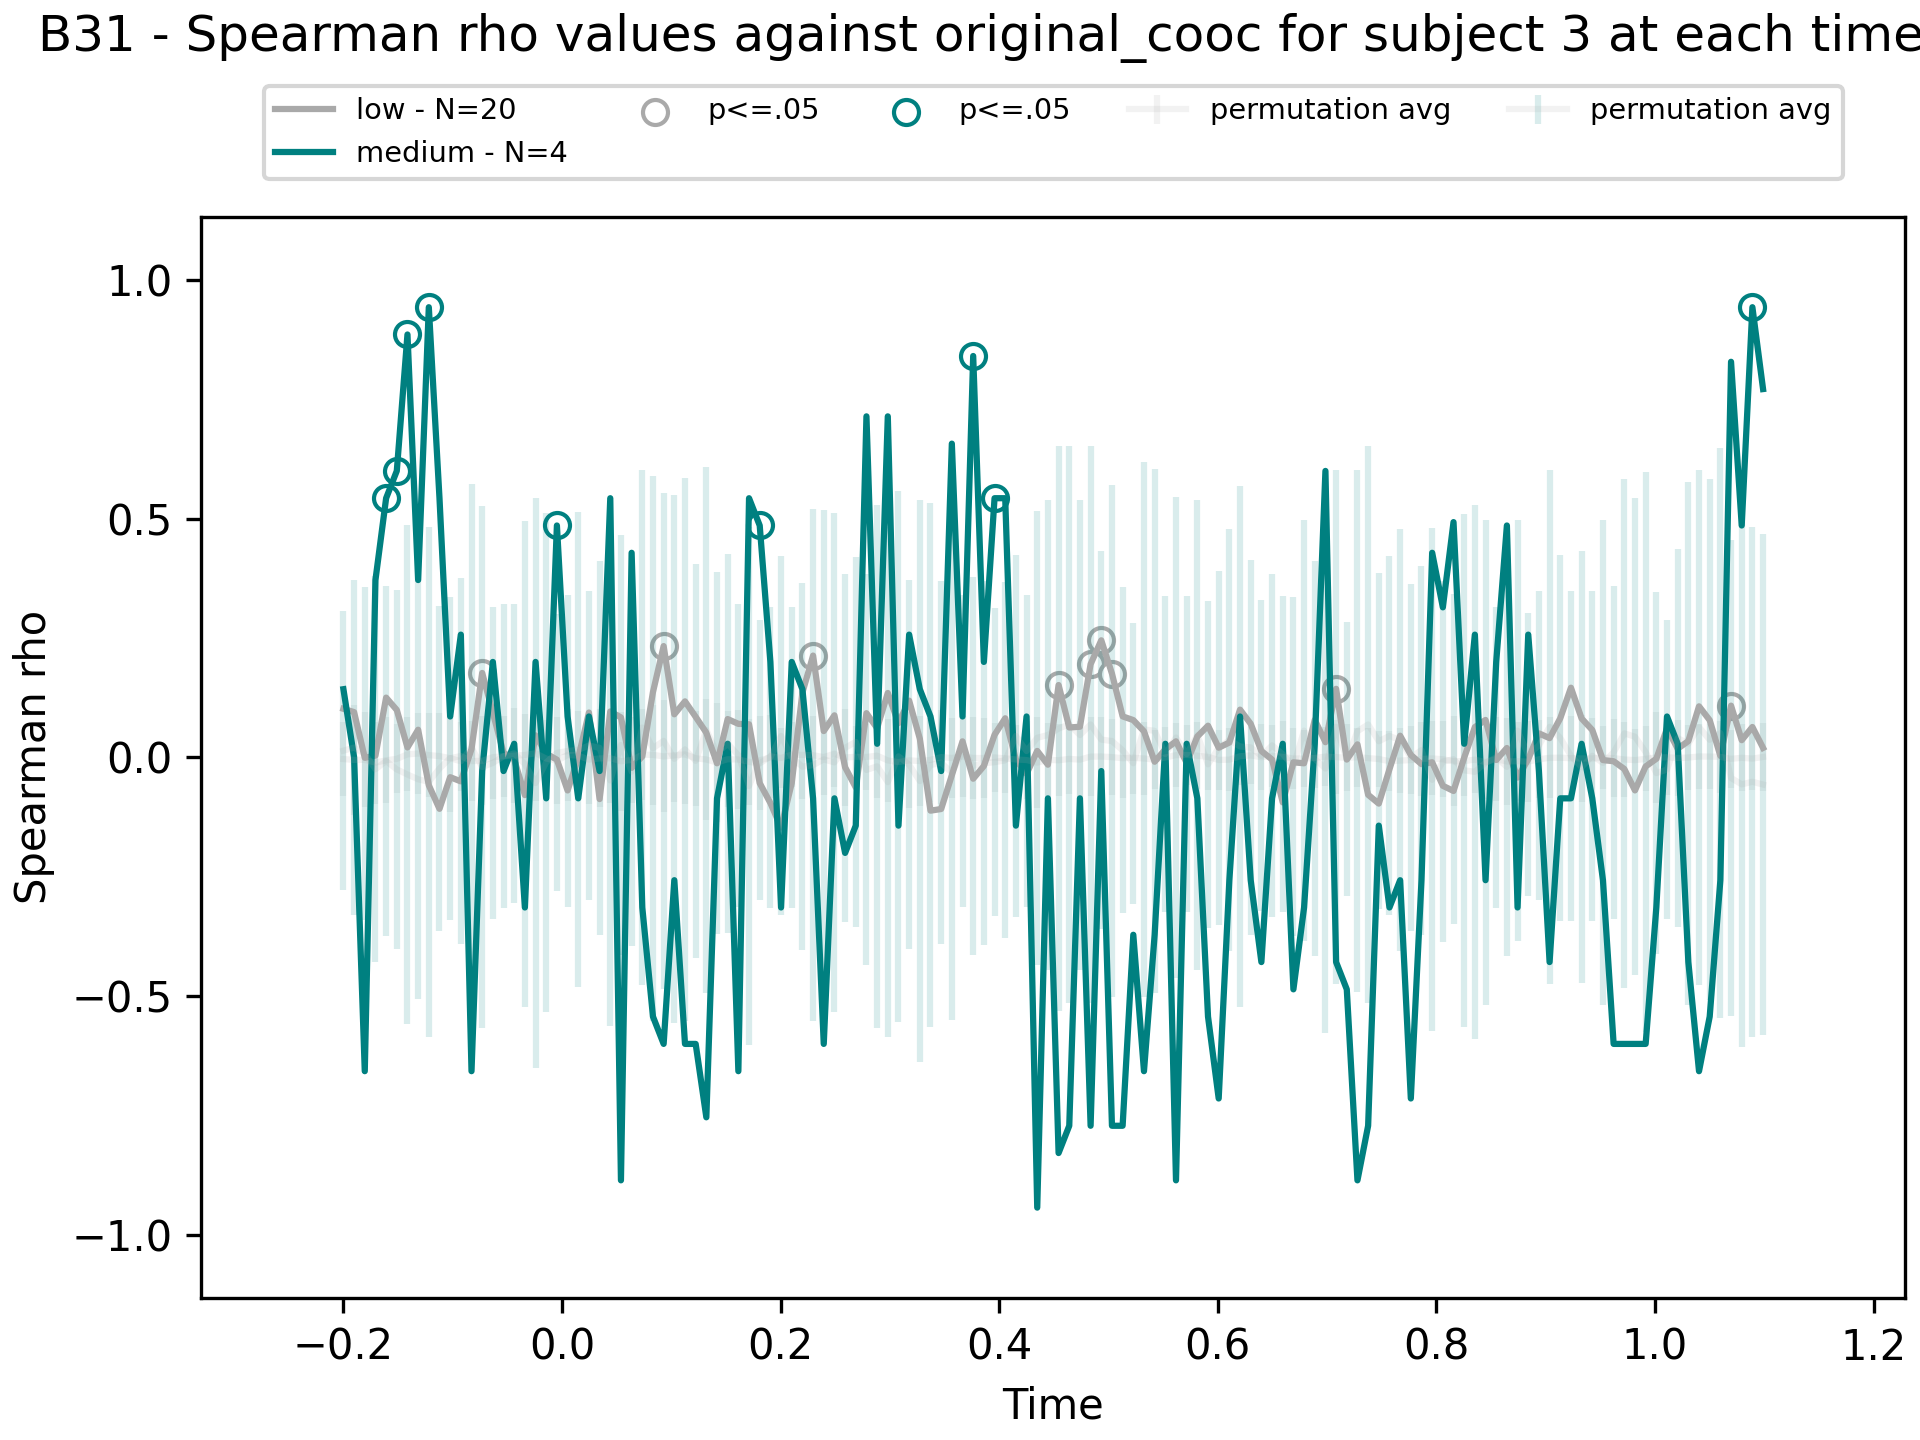 B31 - Spearman rho values against original_cooc for subject 3 at each time
low - N=20
medium - N=4
p<=.05
p<=.05
permutation avg
permutation avg
Spearman rho
1.0
0.5
0.0
−0.5
−1.0
−0.2
0.0
0.2
0.4
0.6
0.8
1.0
1.2
Time